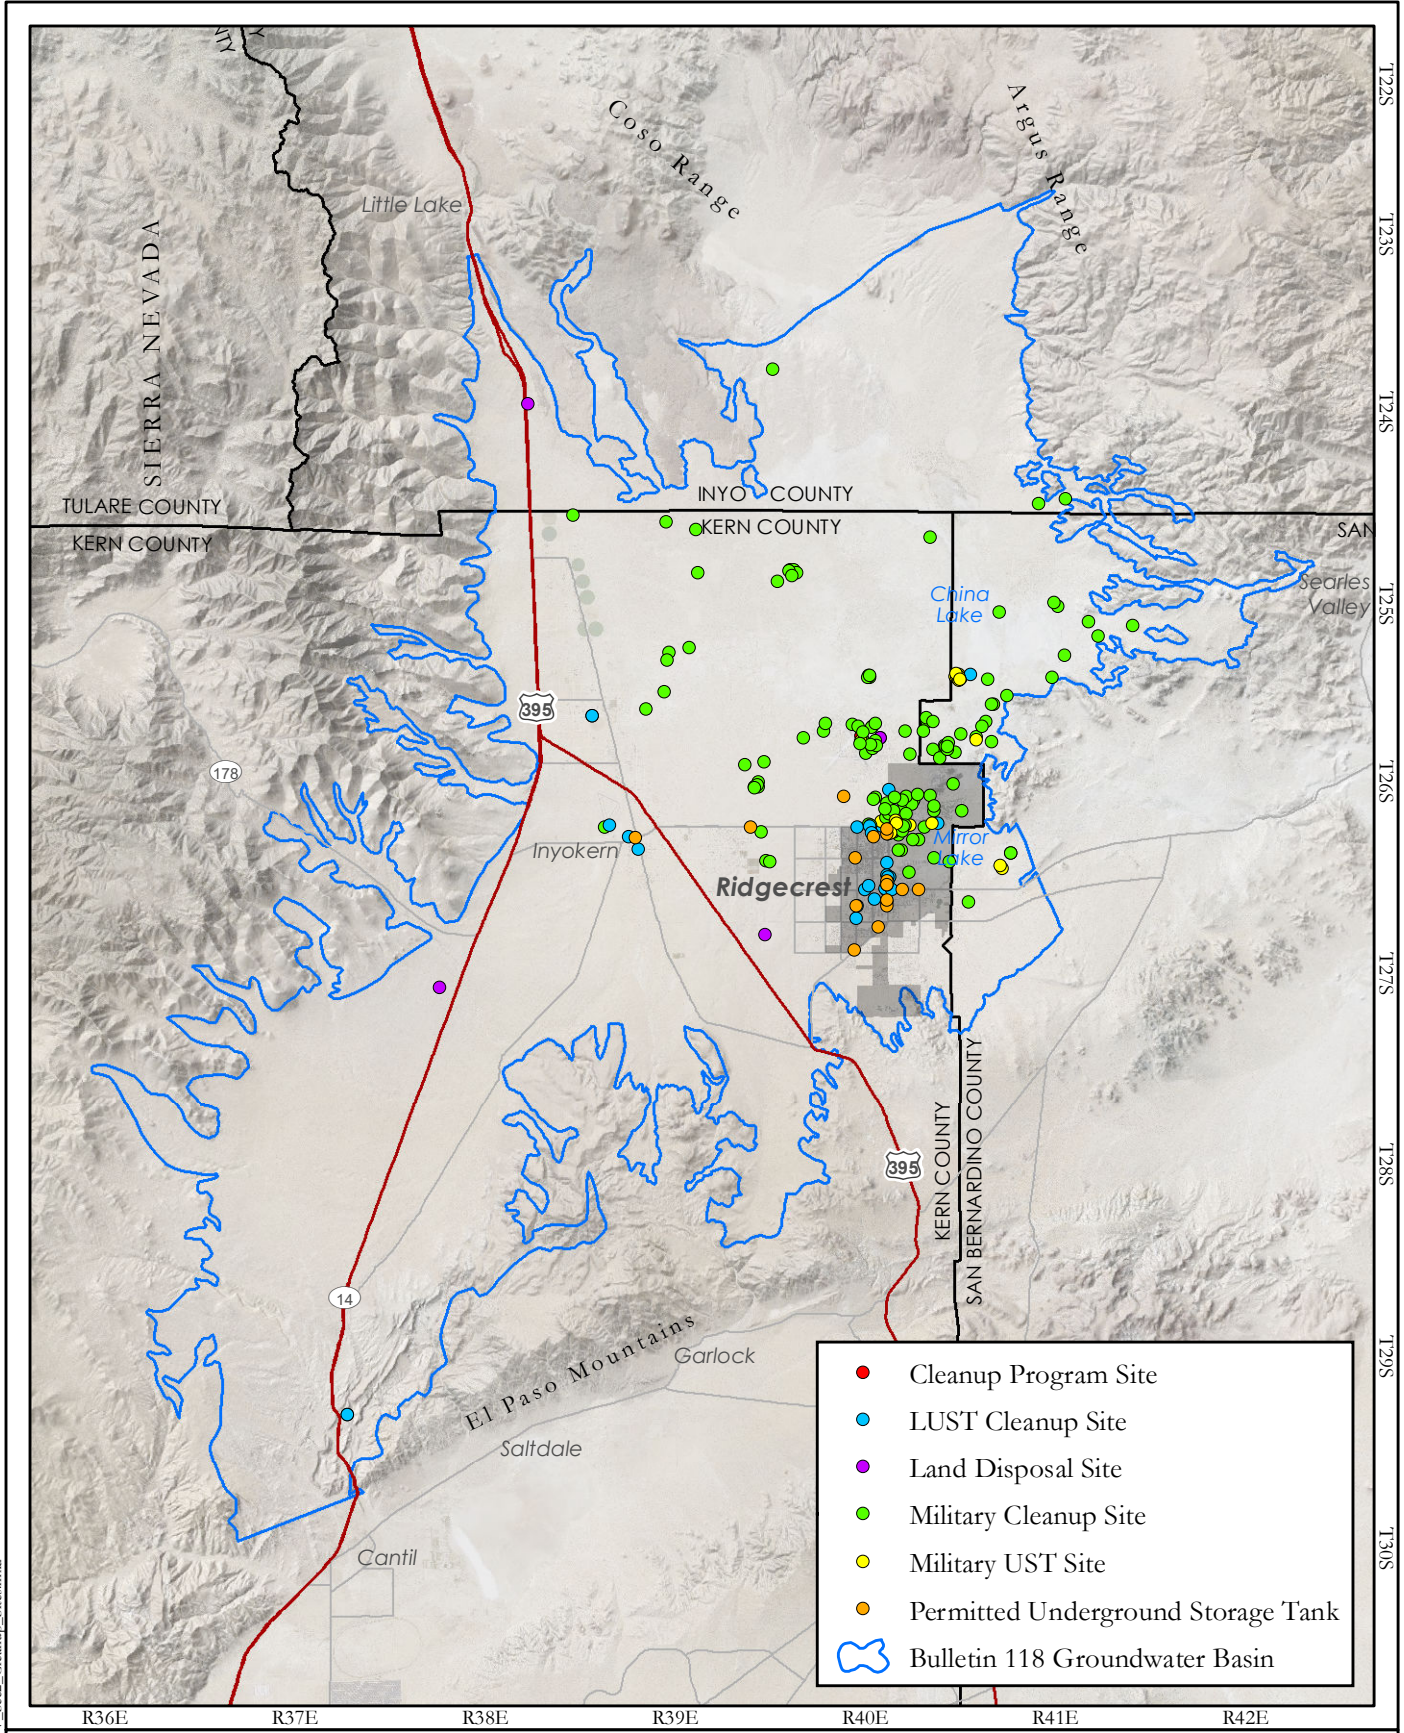 Coso Range
Argus Range
Little Lake
SIERRA NEVADA
TULARE COUNTY
KERN COUNTY
INYO COUNTY
KERN COUNTY
SAN
China
Lake
Searles
Valley
395
178
Inyokern
Ridgecrest
Mirror
Lake
395
KERN COUNTY
SAN BERNARDINO COUNTY
14
El Paso Mountains
Garlock
Saltdale
Cantil
Cleanup Program Site
LUST Cleanup Site
Land Disposal Site
Military Cleanup Site
Military UST Site
Permitted Underground Storage Tank
Bulletin 118 Groundwater Basin
T22S
T23S
T24S
T25S
T26S
T27S
T28S
T29S
T30S
R36E
R37E
R38E
R39E
R40E
R41E
R42E